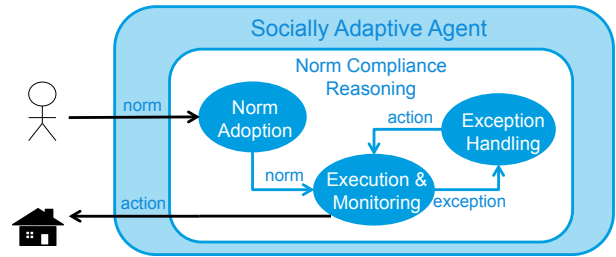 Socially Adaptive Agent
Norm Compliance
Reasoning
norm
Norm
Adoption
action
Exception
Handling
norm
Execution &
Monitoring
exception
action